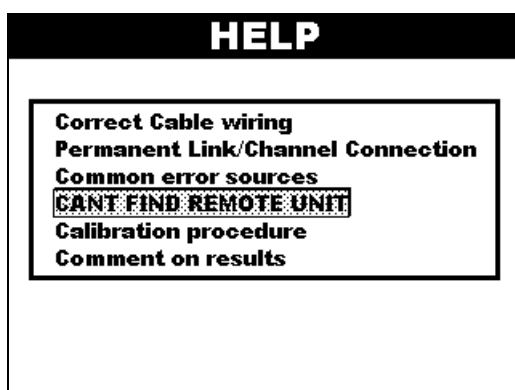 HELP
Correct Cable wiring
Permanent Link/Channel Connection
Common error sources
CANT FIND REMOTE UNIT
Calibration procedure
Comment on results